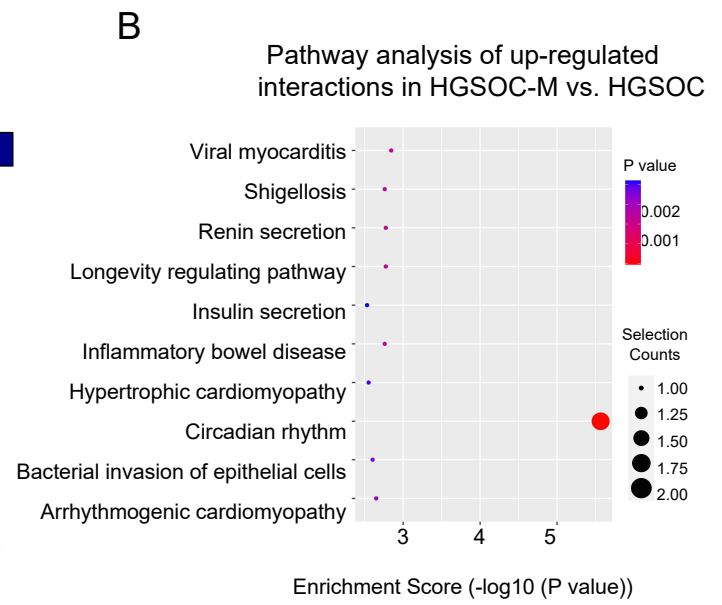 B
Pathway analysis of up-regulated
interactions in HGSOC-M vs. HGSOC
Viral myocarditis
Shigellosis
Renin secretion
Longevity regulating pathway
Insulin secretion
Inflammatory bowel disease
Hypertrophic cardiomyopathy
Circadian rhythm
Bacterial invasion of epithelial cells
Arrhythmogenic cardiomyopathy
3 4 5
Enrichment Score (-log10 (P value))
P value
0.002
0.001
Selection
Counts
1.00
1.25
1.50
1.75
2.00